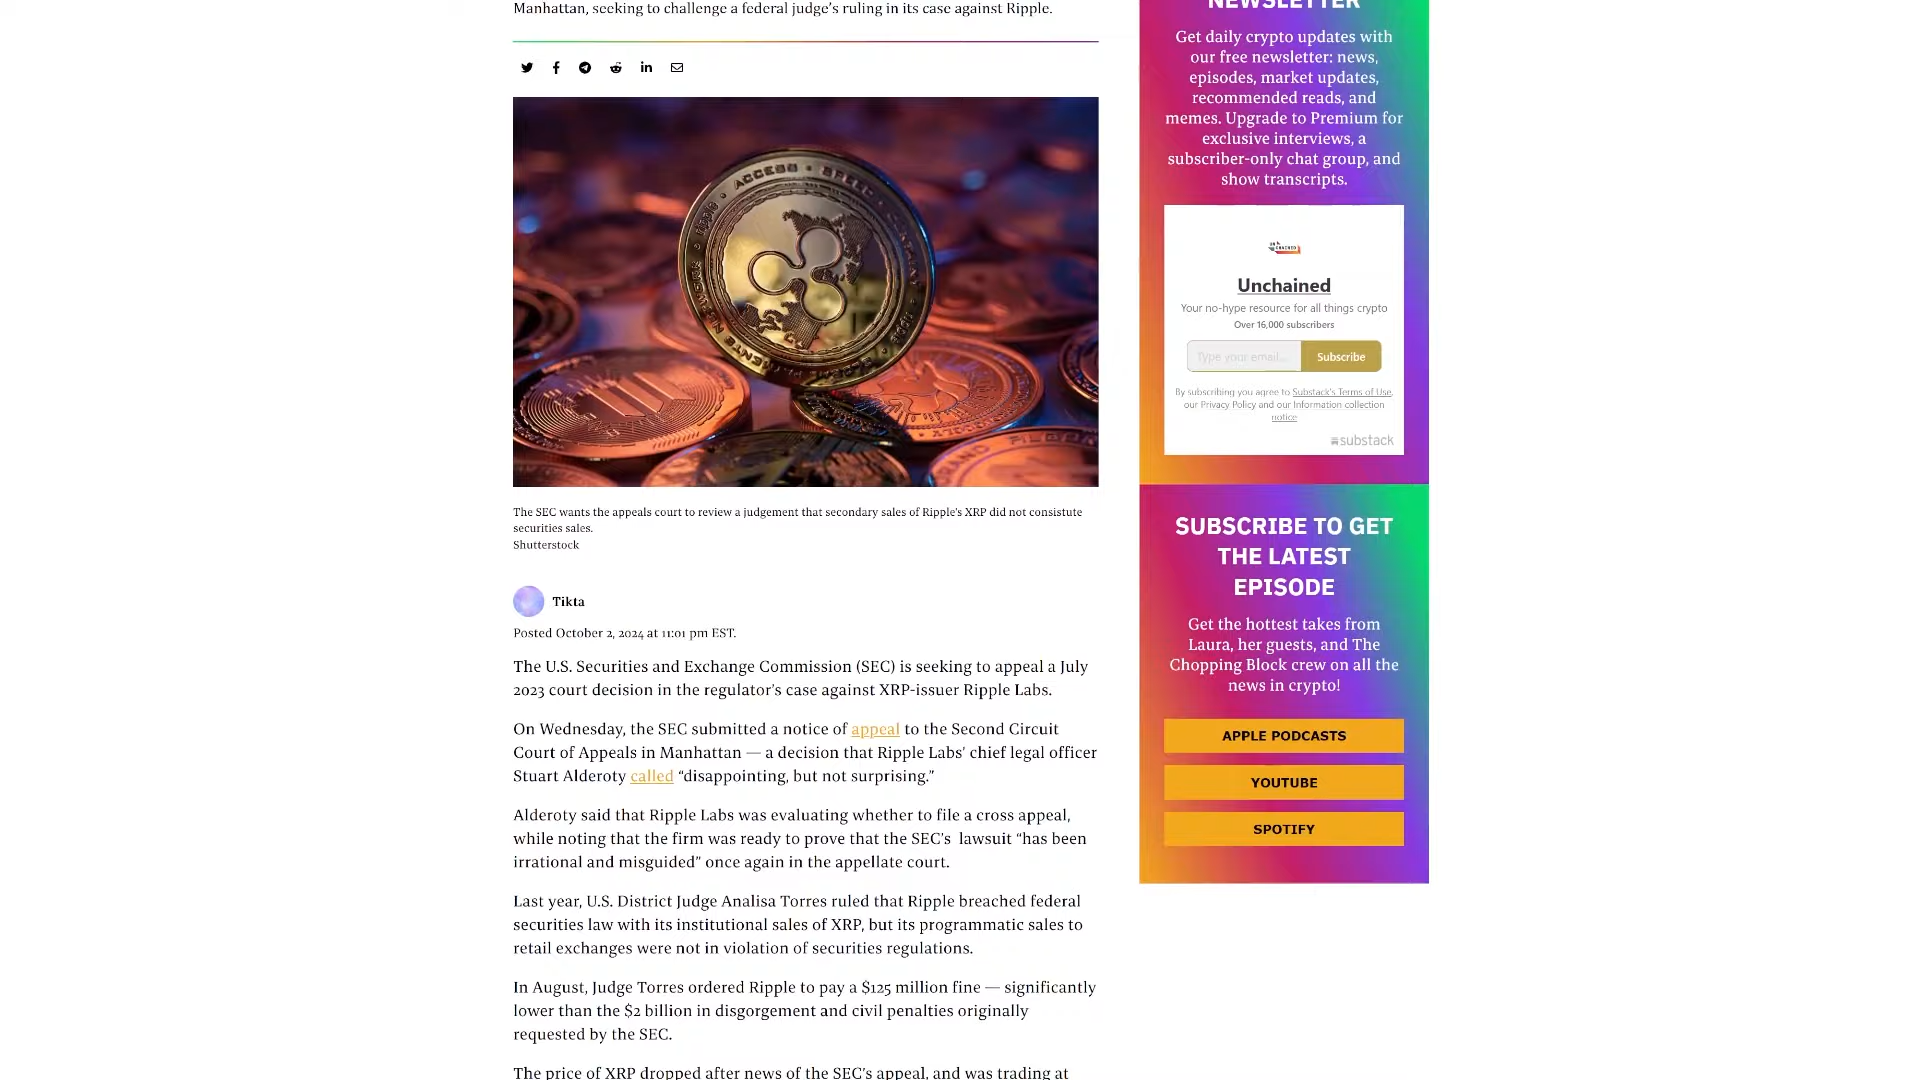 Manhattan, seeking to challenge a federal judge's ruling in its case against Ripple.
ACCESS • SPEED
The SEC wants the appeals court to review a judgement that secondary sales of Ripple's XRP did not consistute
securities sales.
Shutterstock
Tikta
Posted October 2, 2024 at 11:01 pm EST.
The U.S. Securities and Exchange Commission (SEC) is seeking to appeal a July
2023 court decision in the regulator's case against XRP-issuer Ripple Labs.
On Wednesday, the SEC submitted a notice of appeal to the Second Circuit
Court of Appeals in Manhattan — a decision that Ripple Labs' chief legal officer
Stuart Alderoty called “disappointing, but not surprising.”
Alderoty said that Ripple Labs was evaluating whether to file a cross appeal,
while noting that the firm was ready to prove that the SEC's lawsuit “has been
irrational and misguided” once again in the appellate court.
Last year, U.S. District Judge Analisa Torres ruled that Ripple breached federal
securities law with its institutional sales of XRP, but its programmatic sales to
retail exchanges were not in violation of securities regulations.
In August, Judge Torres ordered Ripple to pay a $125 million fine — significantly
lower than the $2 billion in disgorgement and civil penalties originally
requested by the SEC.
The price of XRP dropped after news of the SEC's appeal, and was trading at
NEWSLETTER
Get daily crypto updates with
our free newsletter: news,
episodes, market updates,
recommended reads, and
memes. Upgrade to Premium for
exclusive interviews, a
subscriber-only chat group, and
show transcripts.
Unchained
Your no-hype resource for all things crypto
Over 16,000 subscribers
Type your email...
Subscribe
By subscribing you agree to Substack's Terms of Use,
our Privacy Policy and our Information collection
notice
substack
SUBSCRIBE TO GET
THE LATEST
EPISODE
Get the hottest takes from
Laura, her guests, and The
Chopping Block crew on all the
news in crypto!
APPLE PODCASTS
YOUTUBE
SPOTIFY